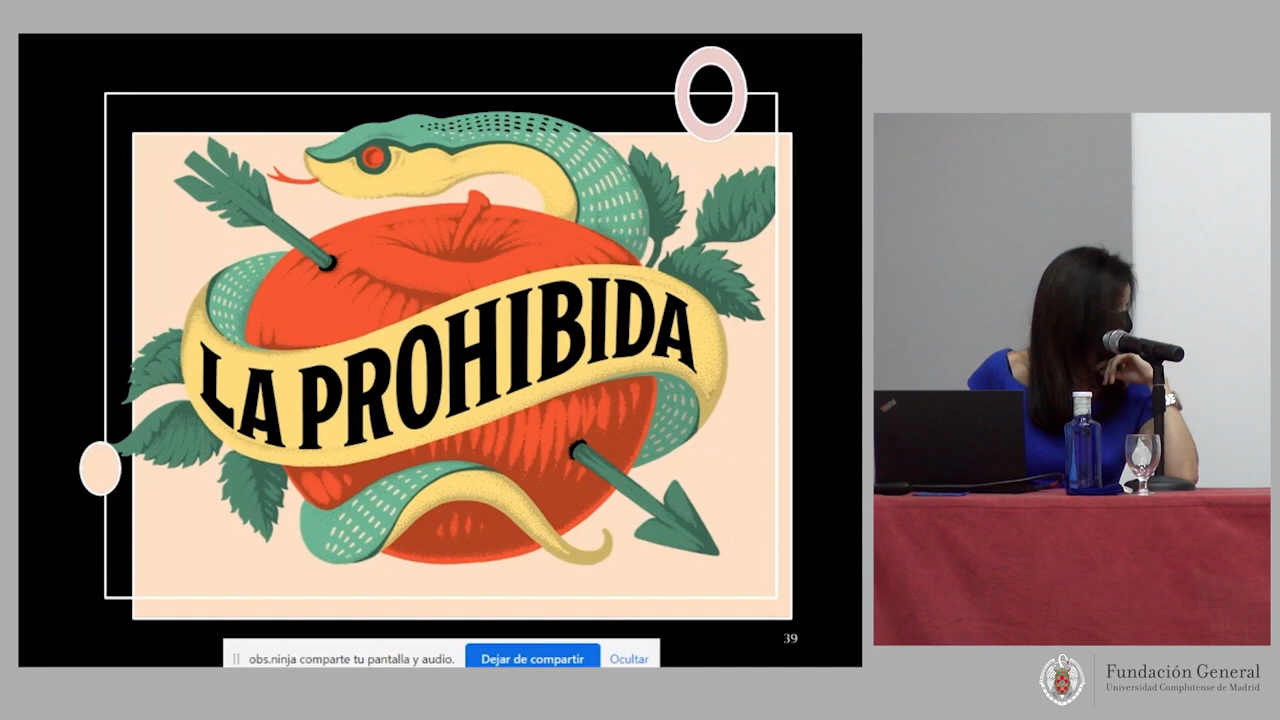 LA PROHIBIDA
39
obs.ninja comparte tu pantalla y audio.
Dejar de compartir
Ocultar
Fundación General
Universidad Complutense de Madrid